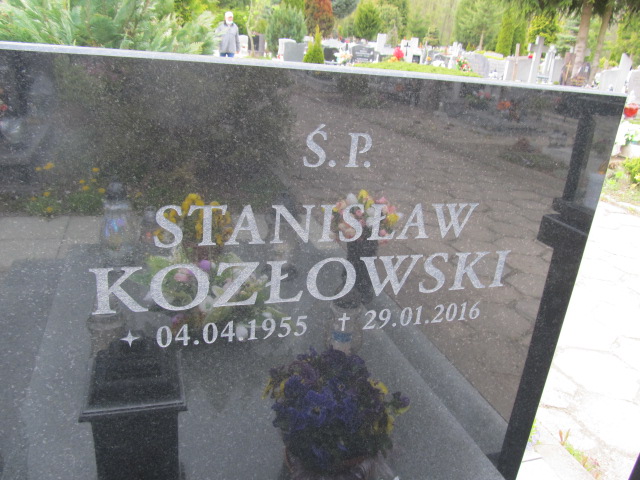 Ś.P.
STANISŁAW
KOZŁOWSKI
✦ 04.04.1955 † 29.01.2016